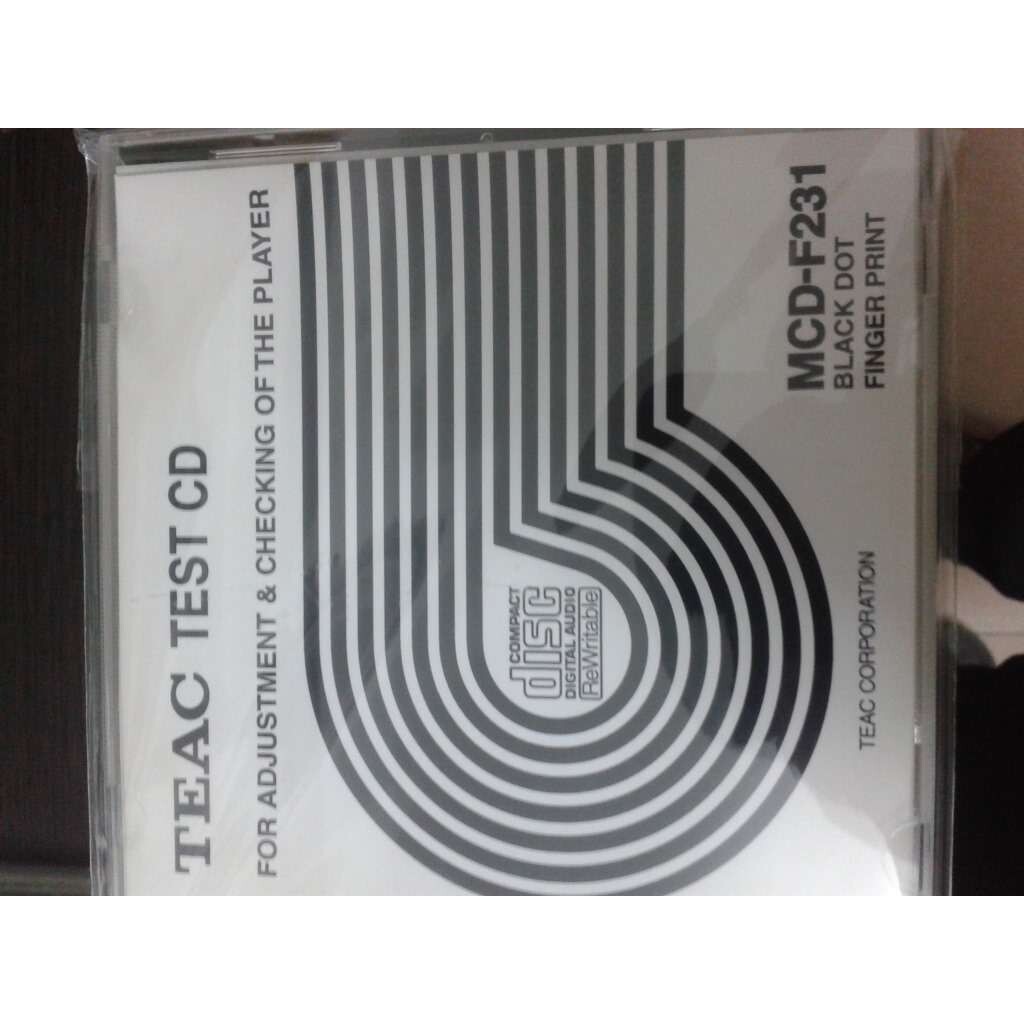 TEAC TEST CD
FOR ADJUSTMENT & CHECKING OF THE PLAYER
COMPACT
disc
DIGITAL AUDIO
ReWritable
MCD-F231
BLACK DOT
FINGER PRINT
TEAC CORPORATION